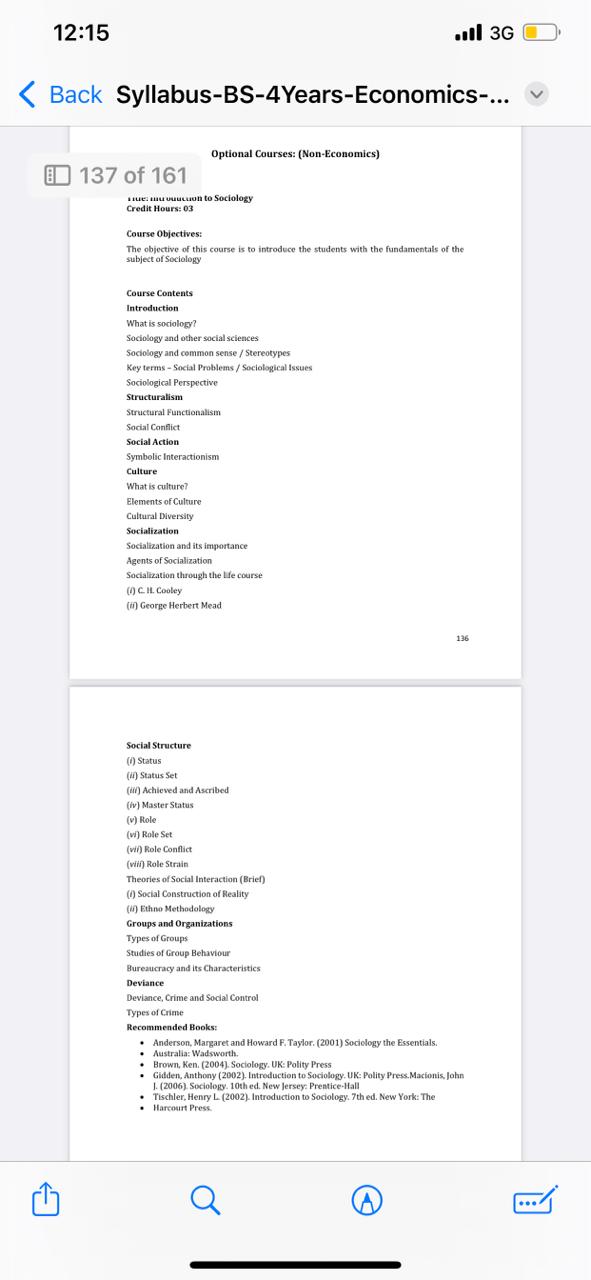 12:15
3G
Back
Syllabus-BS-4Years-Economics-...
Optional Courses: (Non-Economics)
137 of 161
Title: Introduction to Sociology
Credit Hours: 03
Course Objectives:
The objective of this course is to introduce the students with the fundamentals of the
subject of Sociology
Course Contents
Introduction
What is sociology?
Sociology and other social sciences
Sociology and common sense / Stereotypes
Key terms – Social Problems / Sociological Issues
Sociological Perspective
Structuralism
Structural Functionalism
Social Conflict
Social Action
Symbolic Interactionism
Culture
What is culture?
Elements of Culture
Cultural Diversity
Socialization
Socialization and its importance
Agents of Socialization
Socialization through the life course
(i) C. H. Cooley
(ii) George Herbert Mead
136
Social Structure
(i) Status
(ii) Status Set
(iii) Achieved and Ascribed
(iv) Master Status
(v) Role
(vi) Role Set
(vii) Role Conflict
(viii) Role Strain
Theories of Social Interaction (Brief)
(i) Social Construction of Reality
(ii) Ethno Methodology
Groups and Organizations
Types of Groups
Studies of Group Behaviour
Bureaucracy and its Characteristics
Deviance
Deviance, Crime and Social Control
Types of Crime
Recommended Books:
• Anderson, Margaret and Howard F. Taylor. (2001) Sociology the Essentials.
• Australia: Wadsworth.
• Brown, Ken. (2004). Sociology. UK: Polity Press
• Gidden, Anthony (2002). Introduction to Sociology. UK: Polity Press.Macionis, John
J. (2006). Sociology. 10th ed. New Jersey: Prentice-Hall
• Tischler, Henry L. (2002). Introduction to Sociology. 7th ed. New York: The
• Harcourt Press.